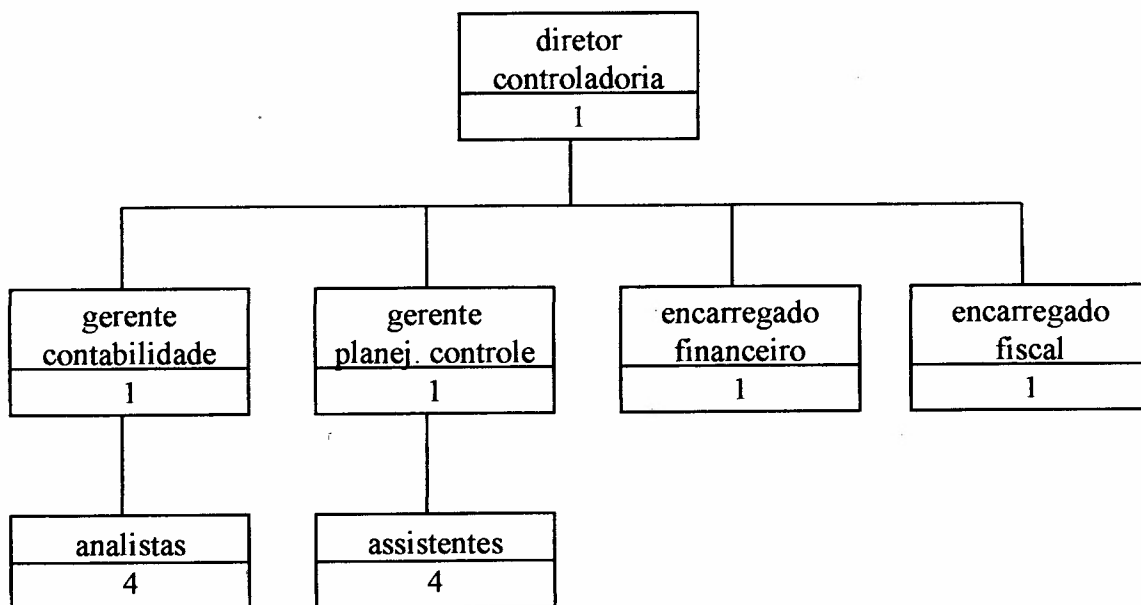 diretor
controladoria
1
gerente
contabilidade
1
gerente
planej. controle
1
encarregado
financeiro
1
encarregado
fiscal
1
analistas
4
assistentes
4